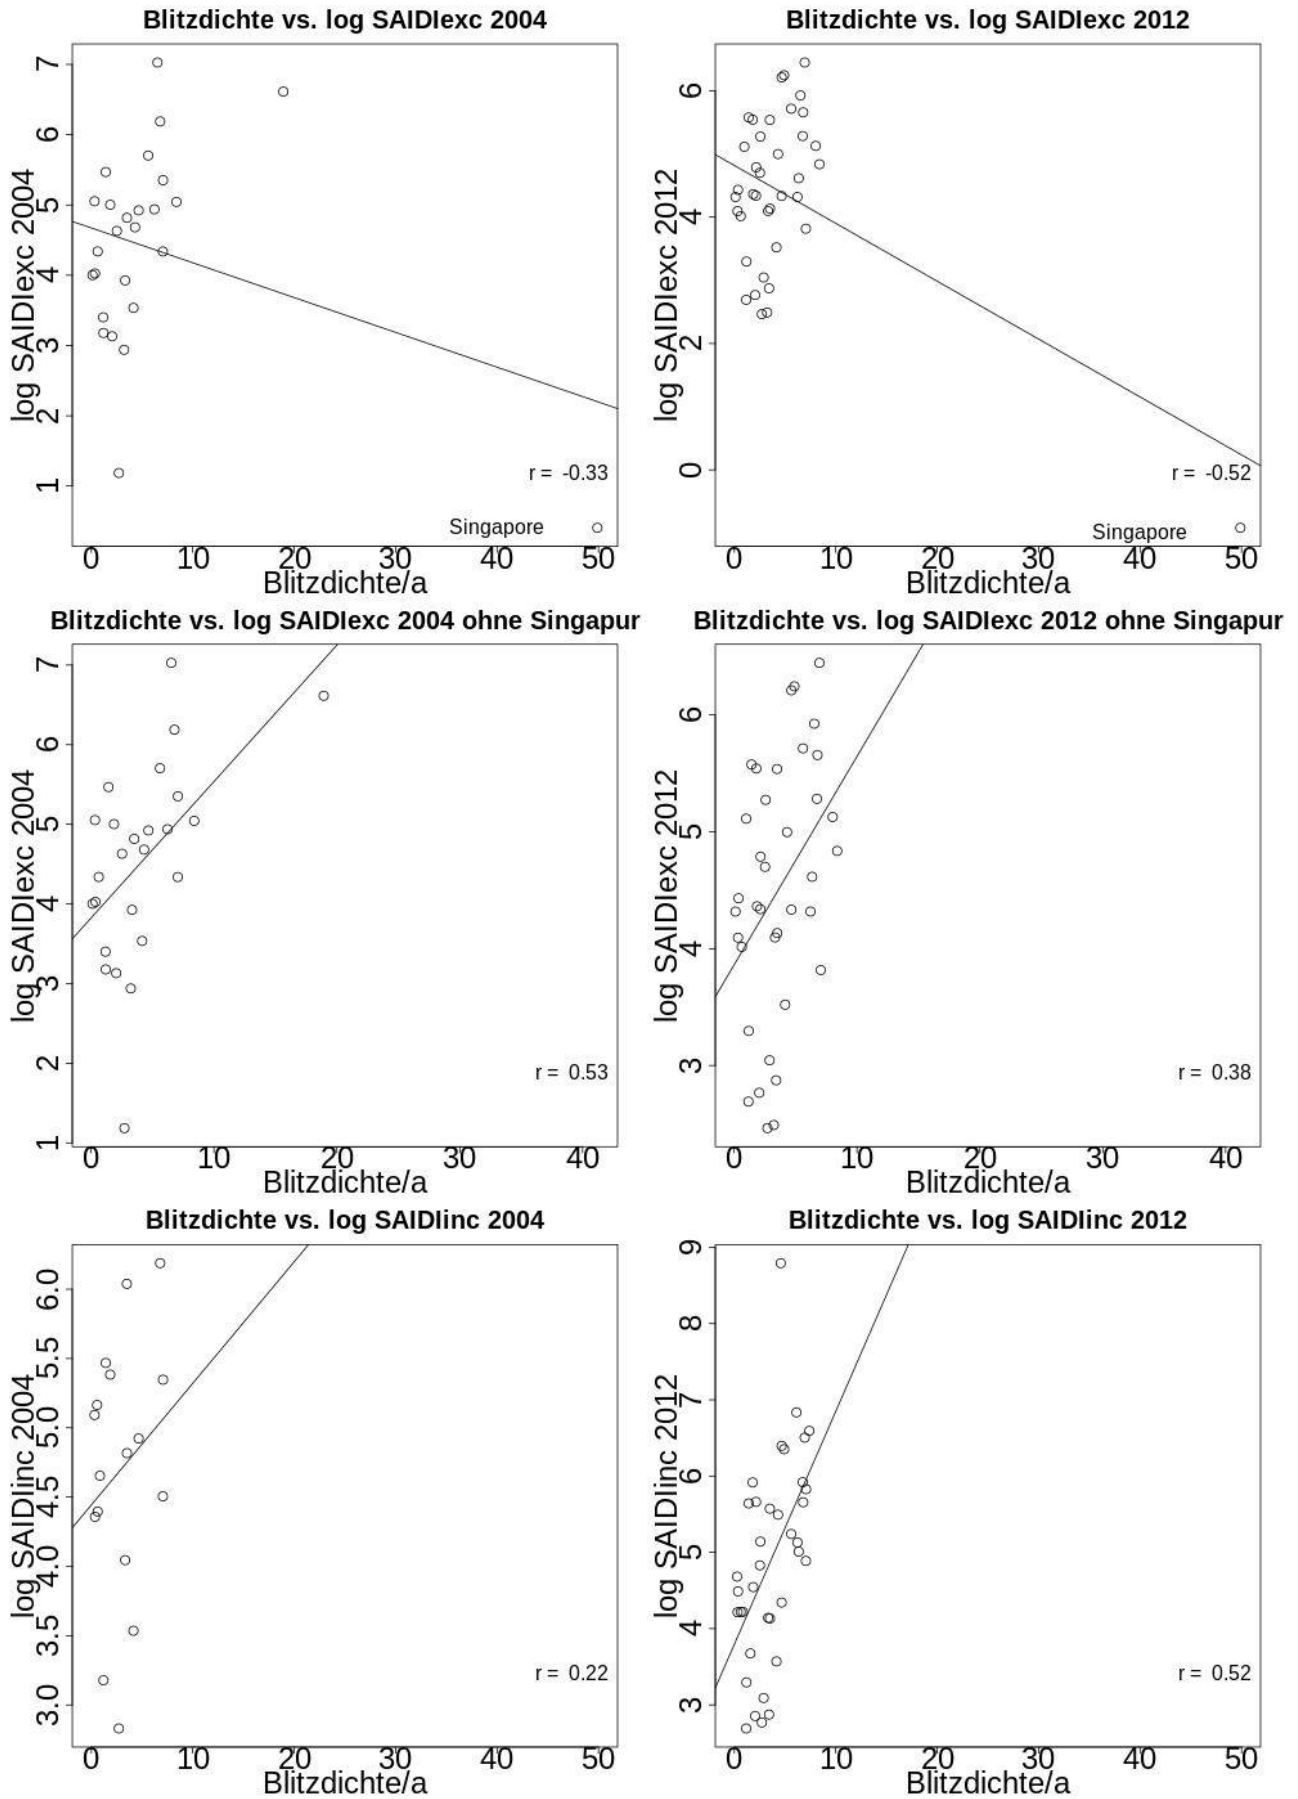 Blitzdichte vs. log SAIDIexc 2004
log SAIDIexc 2004
7
6
5
4
3
2
1
r = -0.33
Singapore
0 10 20 30 40 50
Blitzdichte/a
Blitzdichte vs. log SAIDIexc 2012
log SAIDIexc 2012
6
4
2
0
r = -0.52
Singapore
0 10 20 30 40 50
Blitzdichte/a
Blitzdichte vs. log SAIDIexc 2004 ohne Singapur
log SAIDIexc 2004
7
6
5
4
3
2
1
r = 0.53
0 10 20 30 40
Blitzdichte/a
Blitzdichte vs. log SAIDIexc 2012 ohne Singapur
log SAIDIexc 2012
6
5
4
3
r = 0.38
0 10 20 30 40
Blitzdichte/a
Blitzdichte vs. log SAIDIinc 2004
log SAIDIinc 2004
6.0
5.5
5.0
4.5
4.0
3.5
3.0
r = 0.22
0 10 20 30 40 50
Blitzdichte/a
Blitzdichte vs. log SAIDIinc 2012
log SAIDIinc 2012
9
8
7
6
5
4
3
r = 0.52
0 10 20 30 40 50
Blitzdichte/a